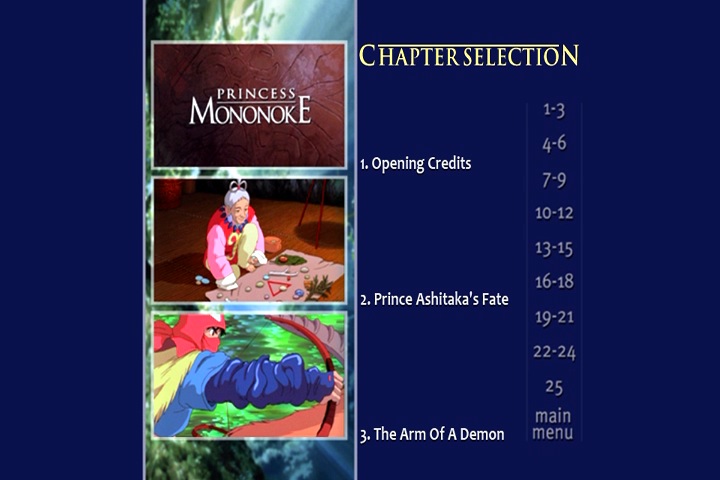 CHAPTER SELECTION
PRINCESS
MONONOKE
1. Opening Credits
2. Prince Ashitaka's Fate
3. The Arm Of A Demon
1-3
4-6
7-9
10-12
13-15
16-18
19-21
22-24
25
main
menu